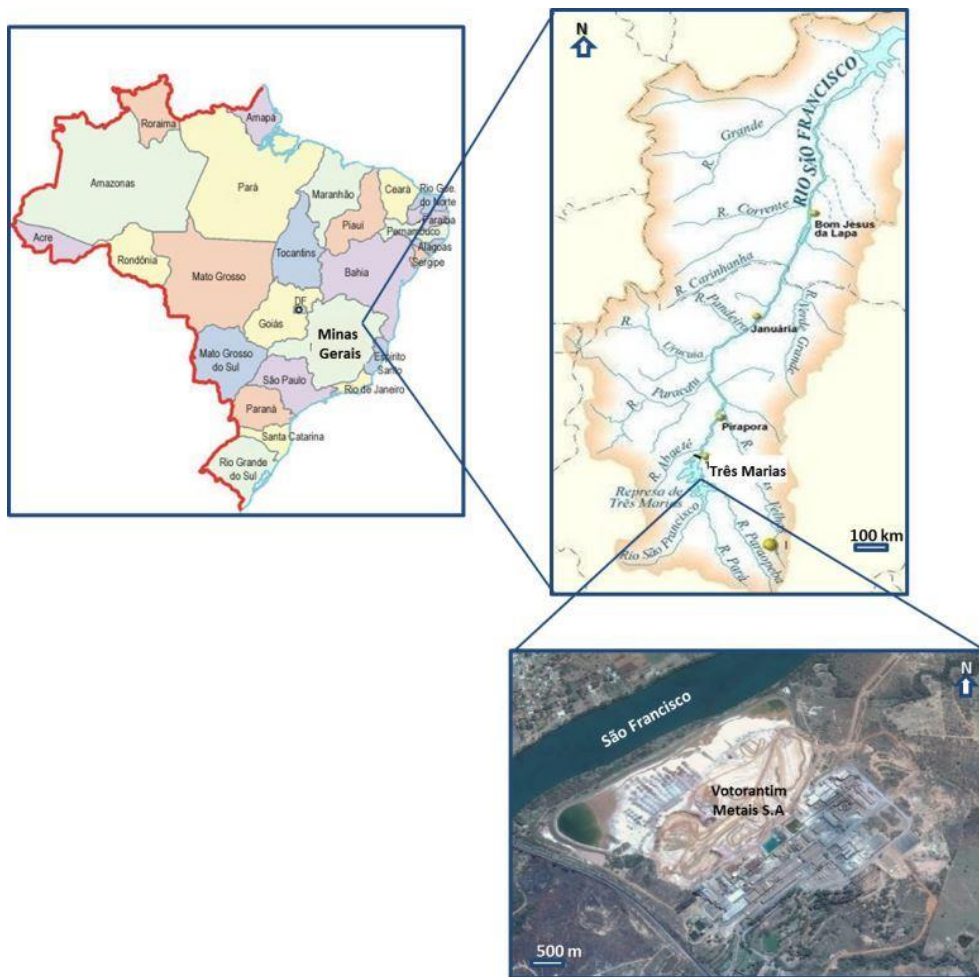 Roraima
Amapá
Amazonas
Pará
Maranhão
Ceará
Rio Gde.
do Norte
Paraíba
Pernambuco
Alagoas
Sergipe
Piauí
Acre
Rondônia
Tocantins
Bahia
Mato Grosso
DF
Goiás
Minas
Gerais
Mato Grosso
do Sul
Espírito
Santo
São Paulo
Rio de Janeiro
Paraná
Santa Catarina
Rio Grande
do Sul
N
RIO SÃO FRANCISCO
R. Grande
R. Corrente
Bom Jesus
da Lapa
R. Carinhanha
R. Pandeiro
Januária
R. Verde Grande
R.
Urucuia
R. Paracatu
Pirapora
R. Abaeté
Três Marias
Represa de
Três Marias
R.
Rio São Francisco
R. Pará
R. Paraopeba
100 km
N
São Francisco
Votorantim
Metais S.A
500 m